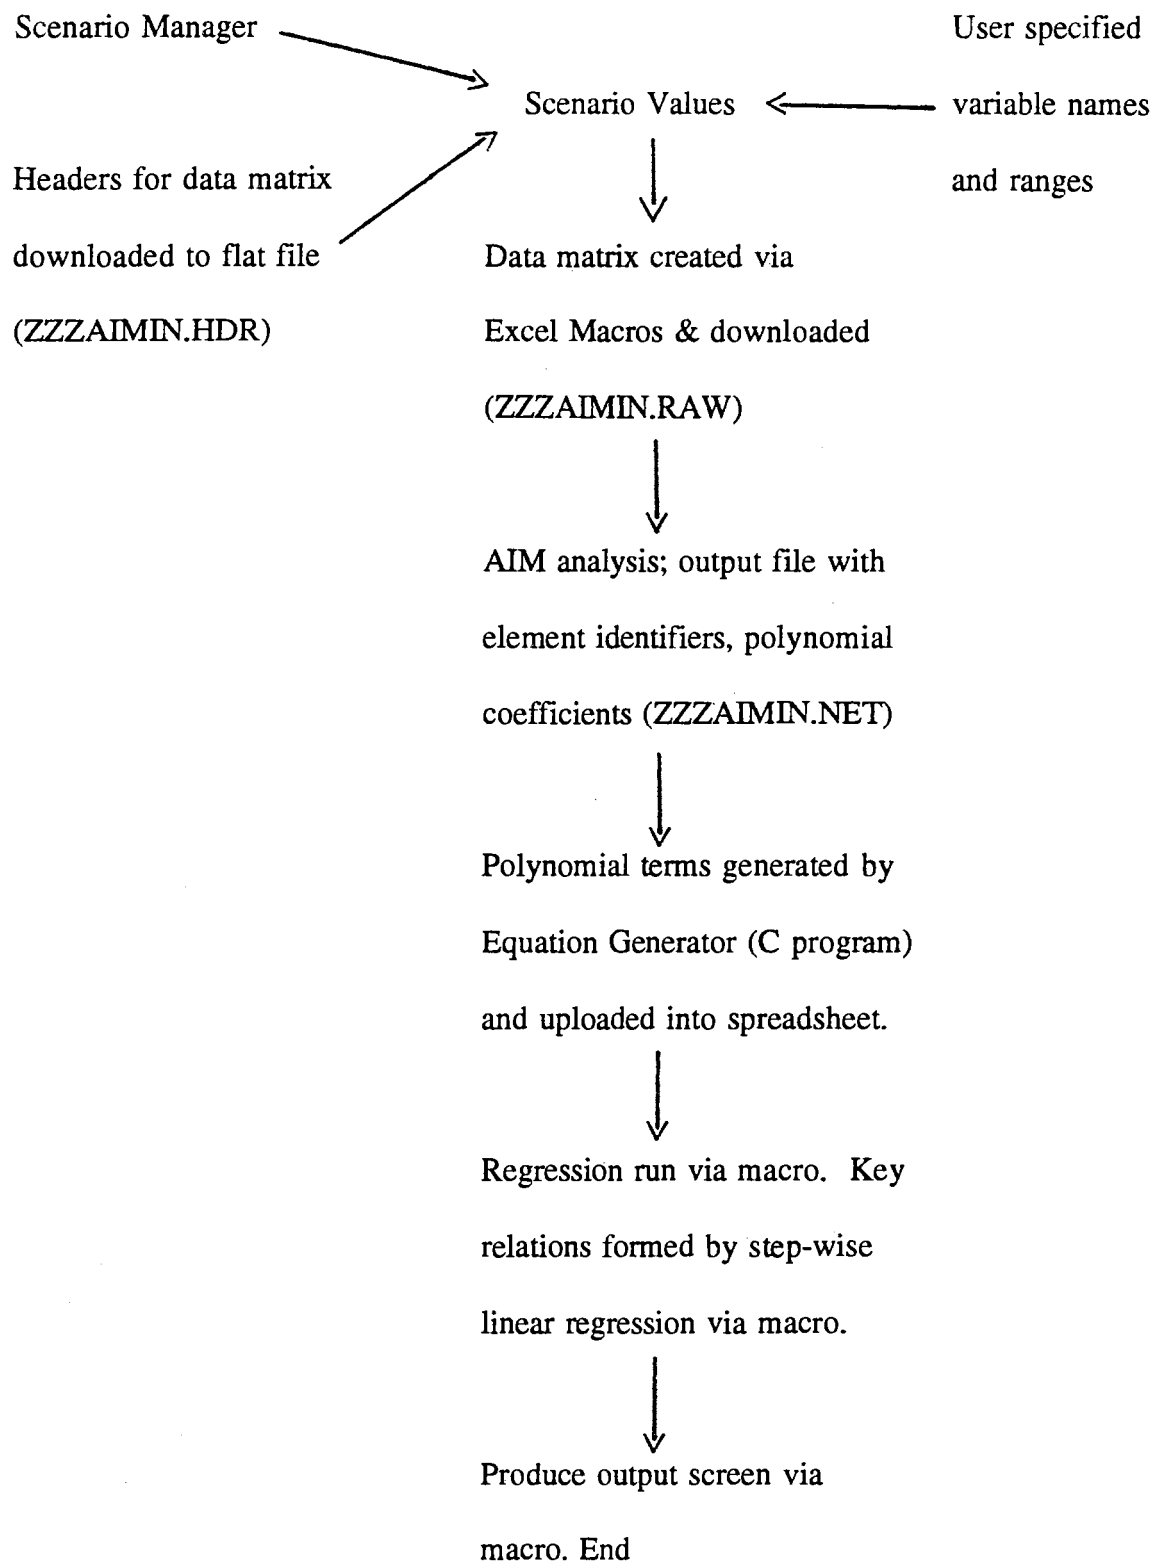 Scenario Manager
User specified
variable names
and ranges
Scenario Values
Headers for data matrix
downloaded to flat file
(ZZZAIMIN.HDR)
Data matrix created via
Excel Macros & downloaded
(ZZZAIMIN.RAW)
AIM analysis; output file with
element identifiers, polynomial
coefficients (ZZZAIMIN.NET)
Polynomial terms generated by
Equation Generator (C program)
and uploaded into spreadsheet.
Regression run via macro.  Key
relations formed by step-wise
linear regression via macro.
Produce output screen via
macro. End